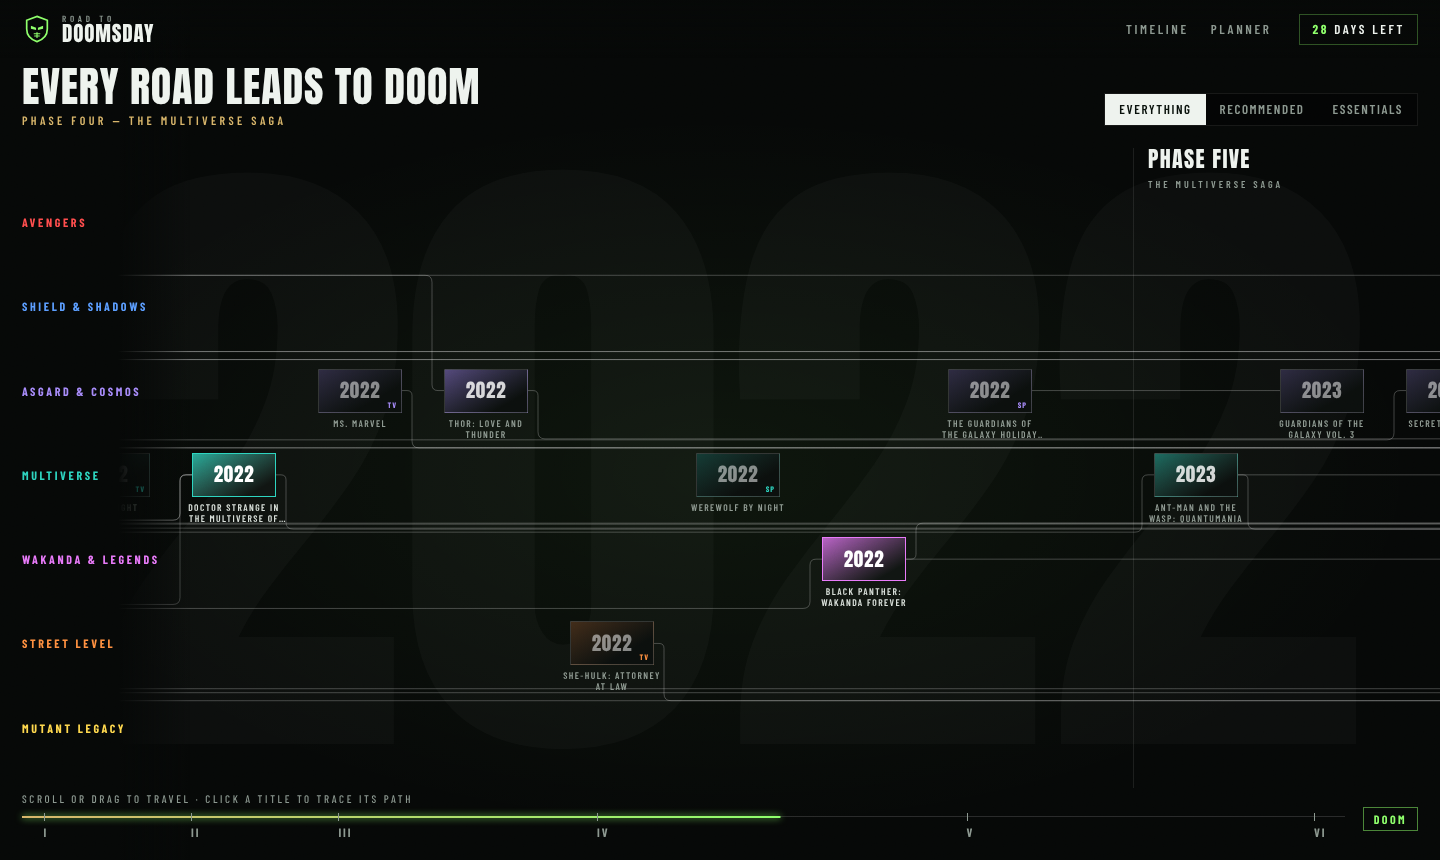 ROAD TO
DOOMSDAY
TIMELINE PLANNER 28 DAYS LEFT
EVERY ROAD LEADS TO DOOM
PHASE FOUR — THE MULTIVERSE SAGA
EVERYTHING RECOMMENDED ESSENTIALS
PHASE FIVE
THE MULTIVERSE SAGA
2022
AVENGERS
SHIELD & SHADOWS
ASGARD & COSMOS
2022 TV
MS. MARVEL
2022
THOR: LOVE AND
THUNDER
2022 SP
THE GUARDIANS OF
THE GALAXY HOLIDAY…
2023
GUARDIANS OF THE
GALAXY VOL. 3
20
SECRET
MULTIVERSE
2 TV
GHT
2022
DOCTOR STRANGE IN
THE MULTIVERSE OF…
2022 SP
WEREWOLF BY NIGHT
2023
ANT-MAN AND THE
WASP: QUANTUMANIA
WAKANDA & LEGENDS
2022
BLACK PANTHER:
WAKANDA FOREVER
STREET LEVEL
2022 TV
SHE-HULK: ATTORNEY
AT LAW
MUTANT LEGACY
SCROLL OR DRAG TO TRAVEL · CLICK A TITLE TO TRACE ITS PATH
I II III IV V VI
DOOM